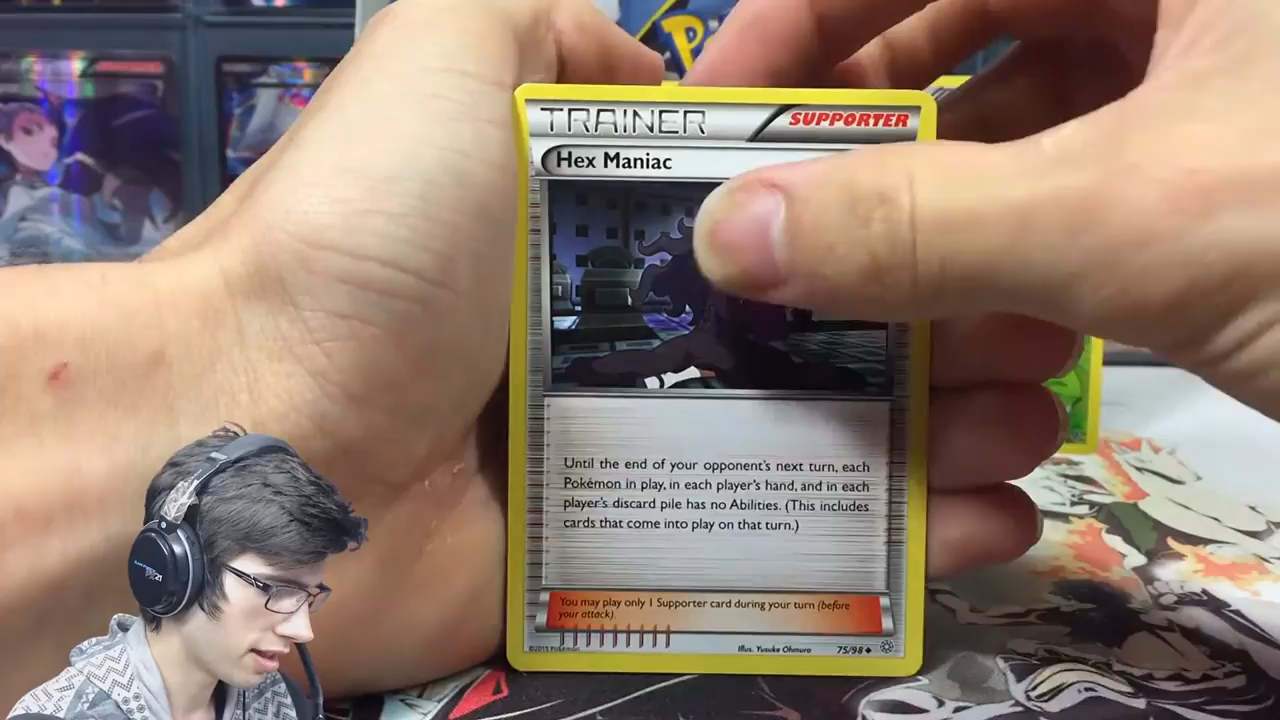 P
TRAINER
SUPPORTER
Hex Maniac
Until the end of your opponent's next turn, each
Pokémon in play, in each player's hand, and in each
player's discard pile has no Abilities. (This includes
cards that come into play on that turn.)
You may play only 1 Supporter card during your turn (before
your attack).
©2015 Pokémon
Illus. Yusuke Ohmura
75/98